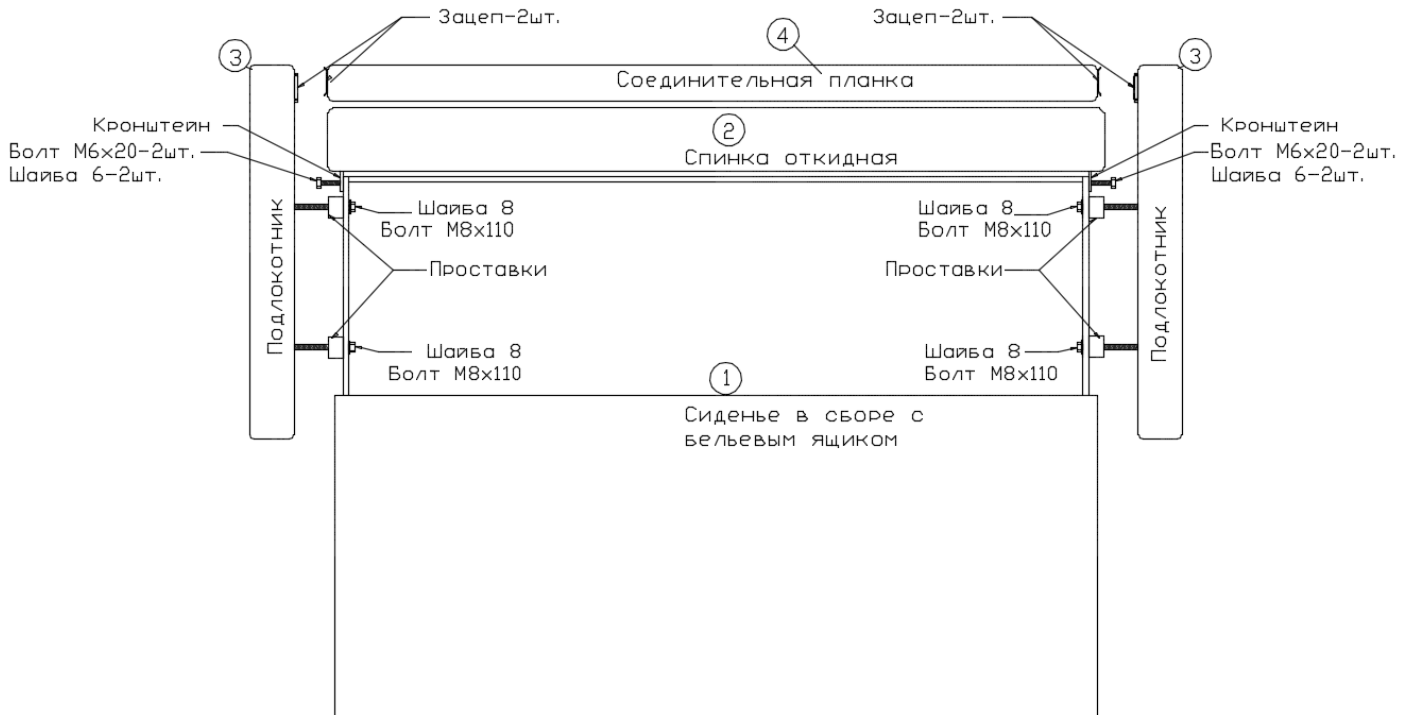 Зацеп-2шт.
Зацеп-2шт.
4
3
3
Соединительная планка
Кронштейн
Кронштейн
2
Болт М6х20-2шт.
Спинка откидная
Болт М6х20-2шт.
Шайба 6-2шт.
Шайба 6-2шт.
Шайба 8
Болт М8х110
Шайба 8
Болт М8х110
Подлокотник
Подлокотник
Проставки
Проставки
Шайба 8
Болт М8х110
Шайба 8
Болт М8х110
1
Сиденье в сборе с
бельевым ящиком